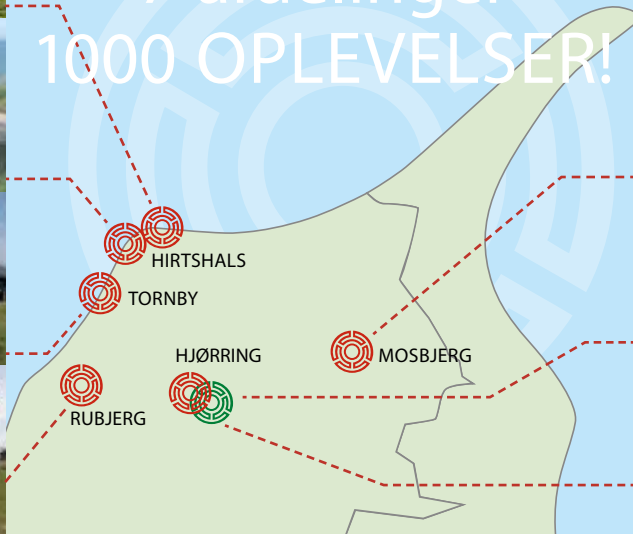 1000 OPLEVELSER!
HIRTSHALS
TORNBY
HJØRRING
MOSBJERG
RUBJERG